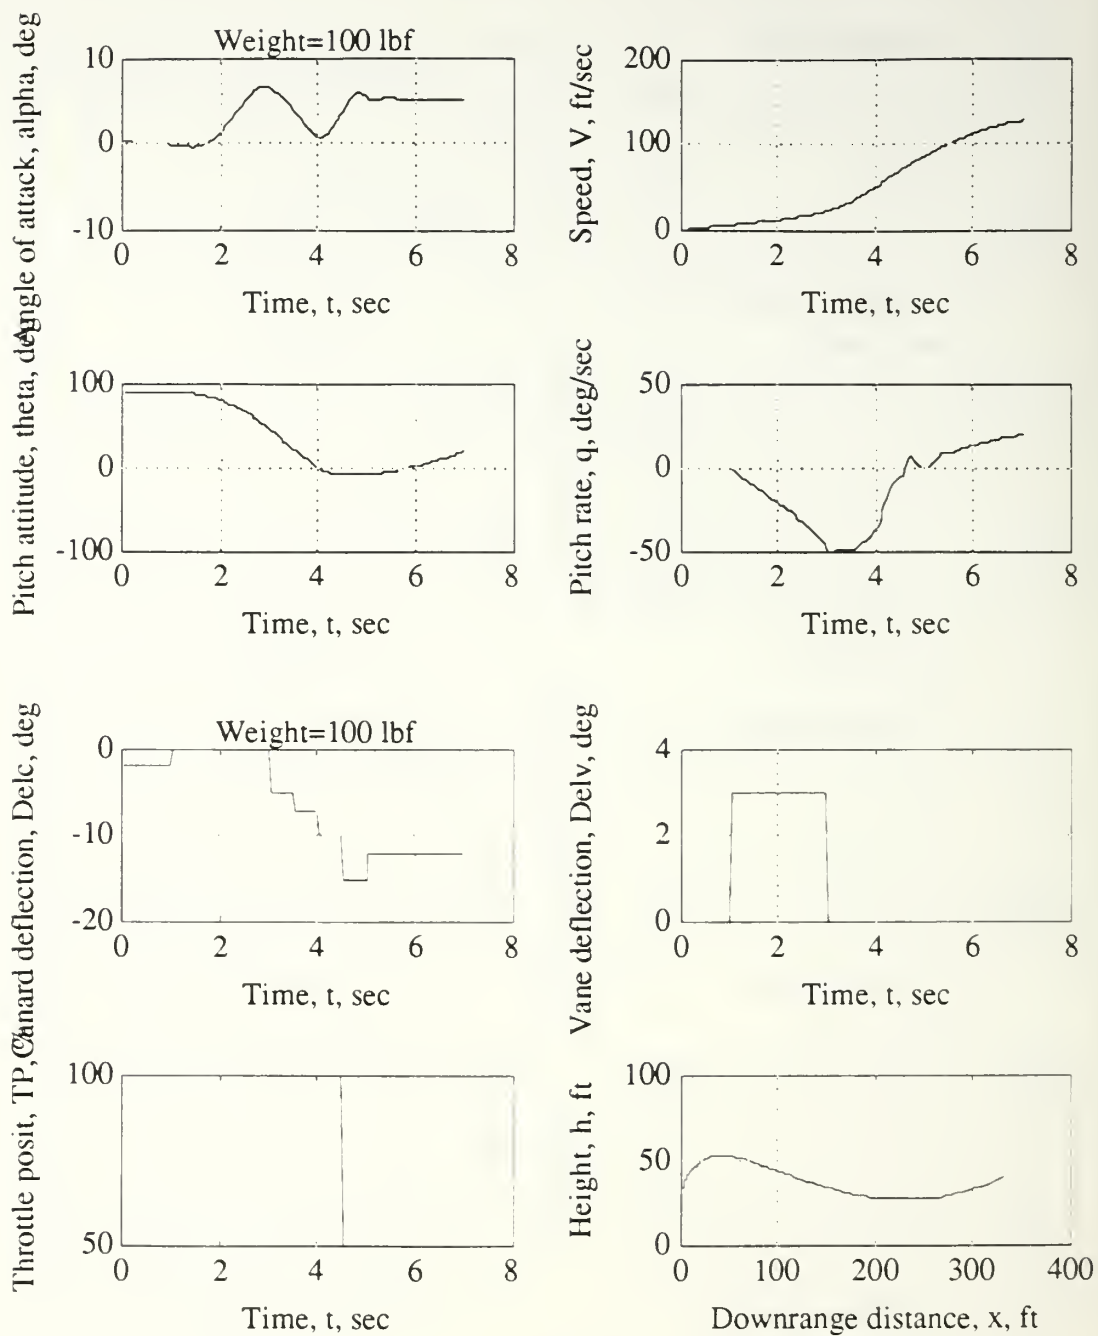 Weight=100 lbf
Angle of attack, alpha, deg
10
0
-10
0 2 4 6 8
Time, t, sec
Speed, V, ft/sec
200
100
0
0 2 4 6 8
Time, t, sec
Pitch attitude, theta, deg
100
0
-100
0 2 4 6 8
Time, t, sec
Pitch rate, q, deg/sec
50
0
-50
0 2 4 6 8
Time, t, sec
Weight=100 lbf
Canard deflection, Delc, deg
0
-10
-20
0 2 4 6 8
Time, t, sec
Vane deflection, Delv, deg
4
2
0
0 2 4 6 8
Time, t, sec
Throttle posit, TP, %
100
50
0 2 4 6 8
Time, t, sec
Height, h, ft
100
50
0
0 100 200 300 400
Downrange distance, x, ft